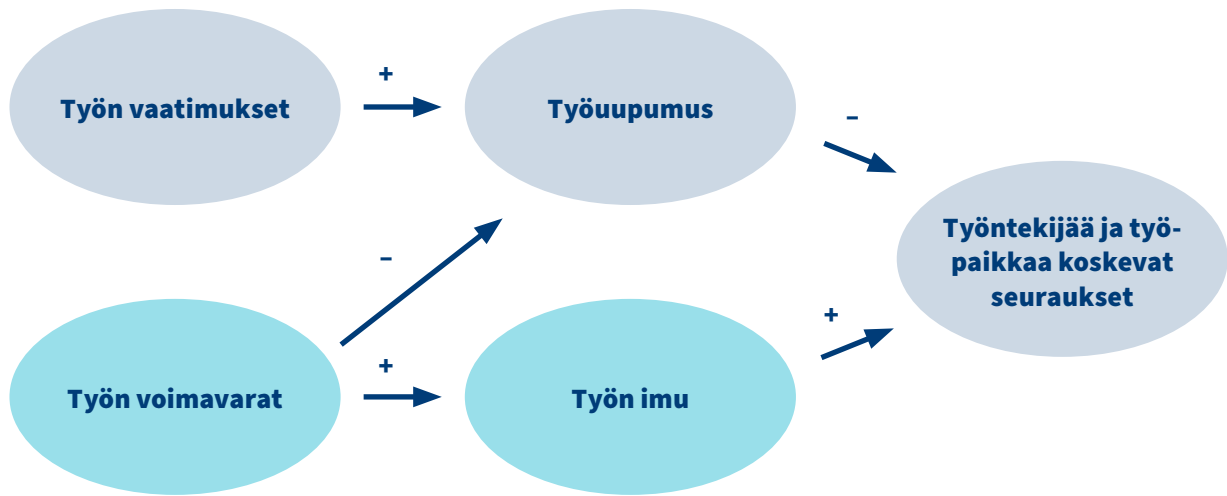 +
Työn vaatimukset
Työuupumus
–
Työntekijää ja työ-
paikkaa koskevat
seuraukset
–
+
+
Työn voimavarat
Työn imu